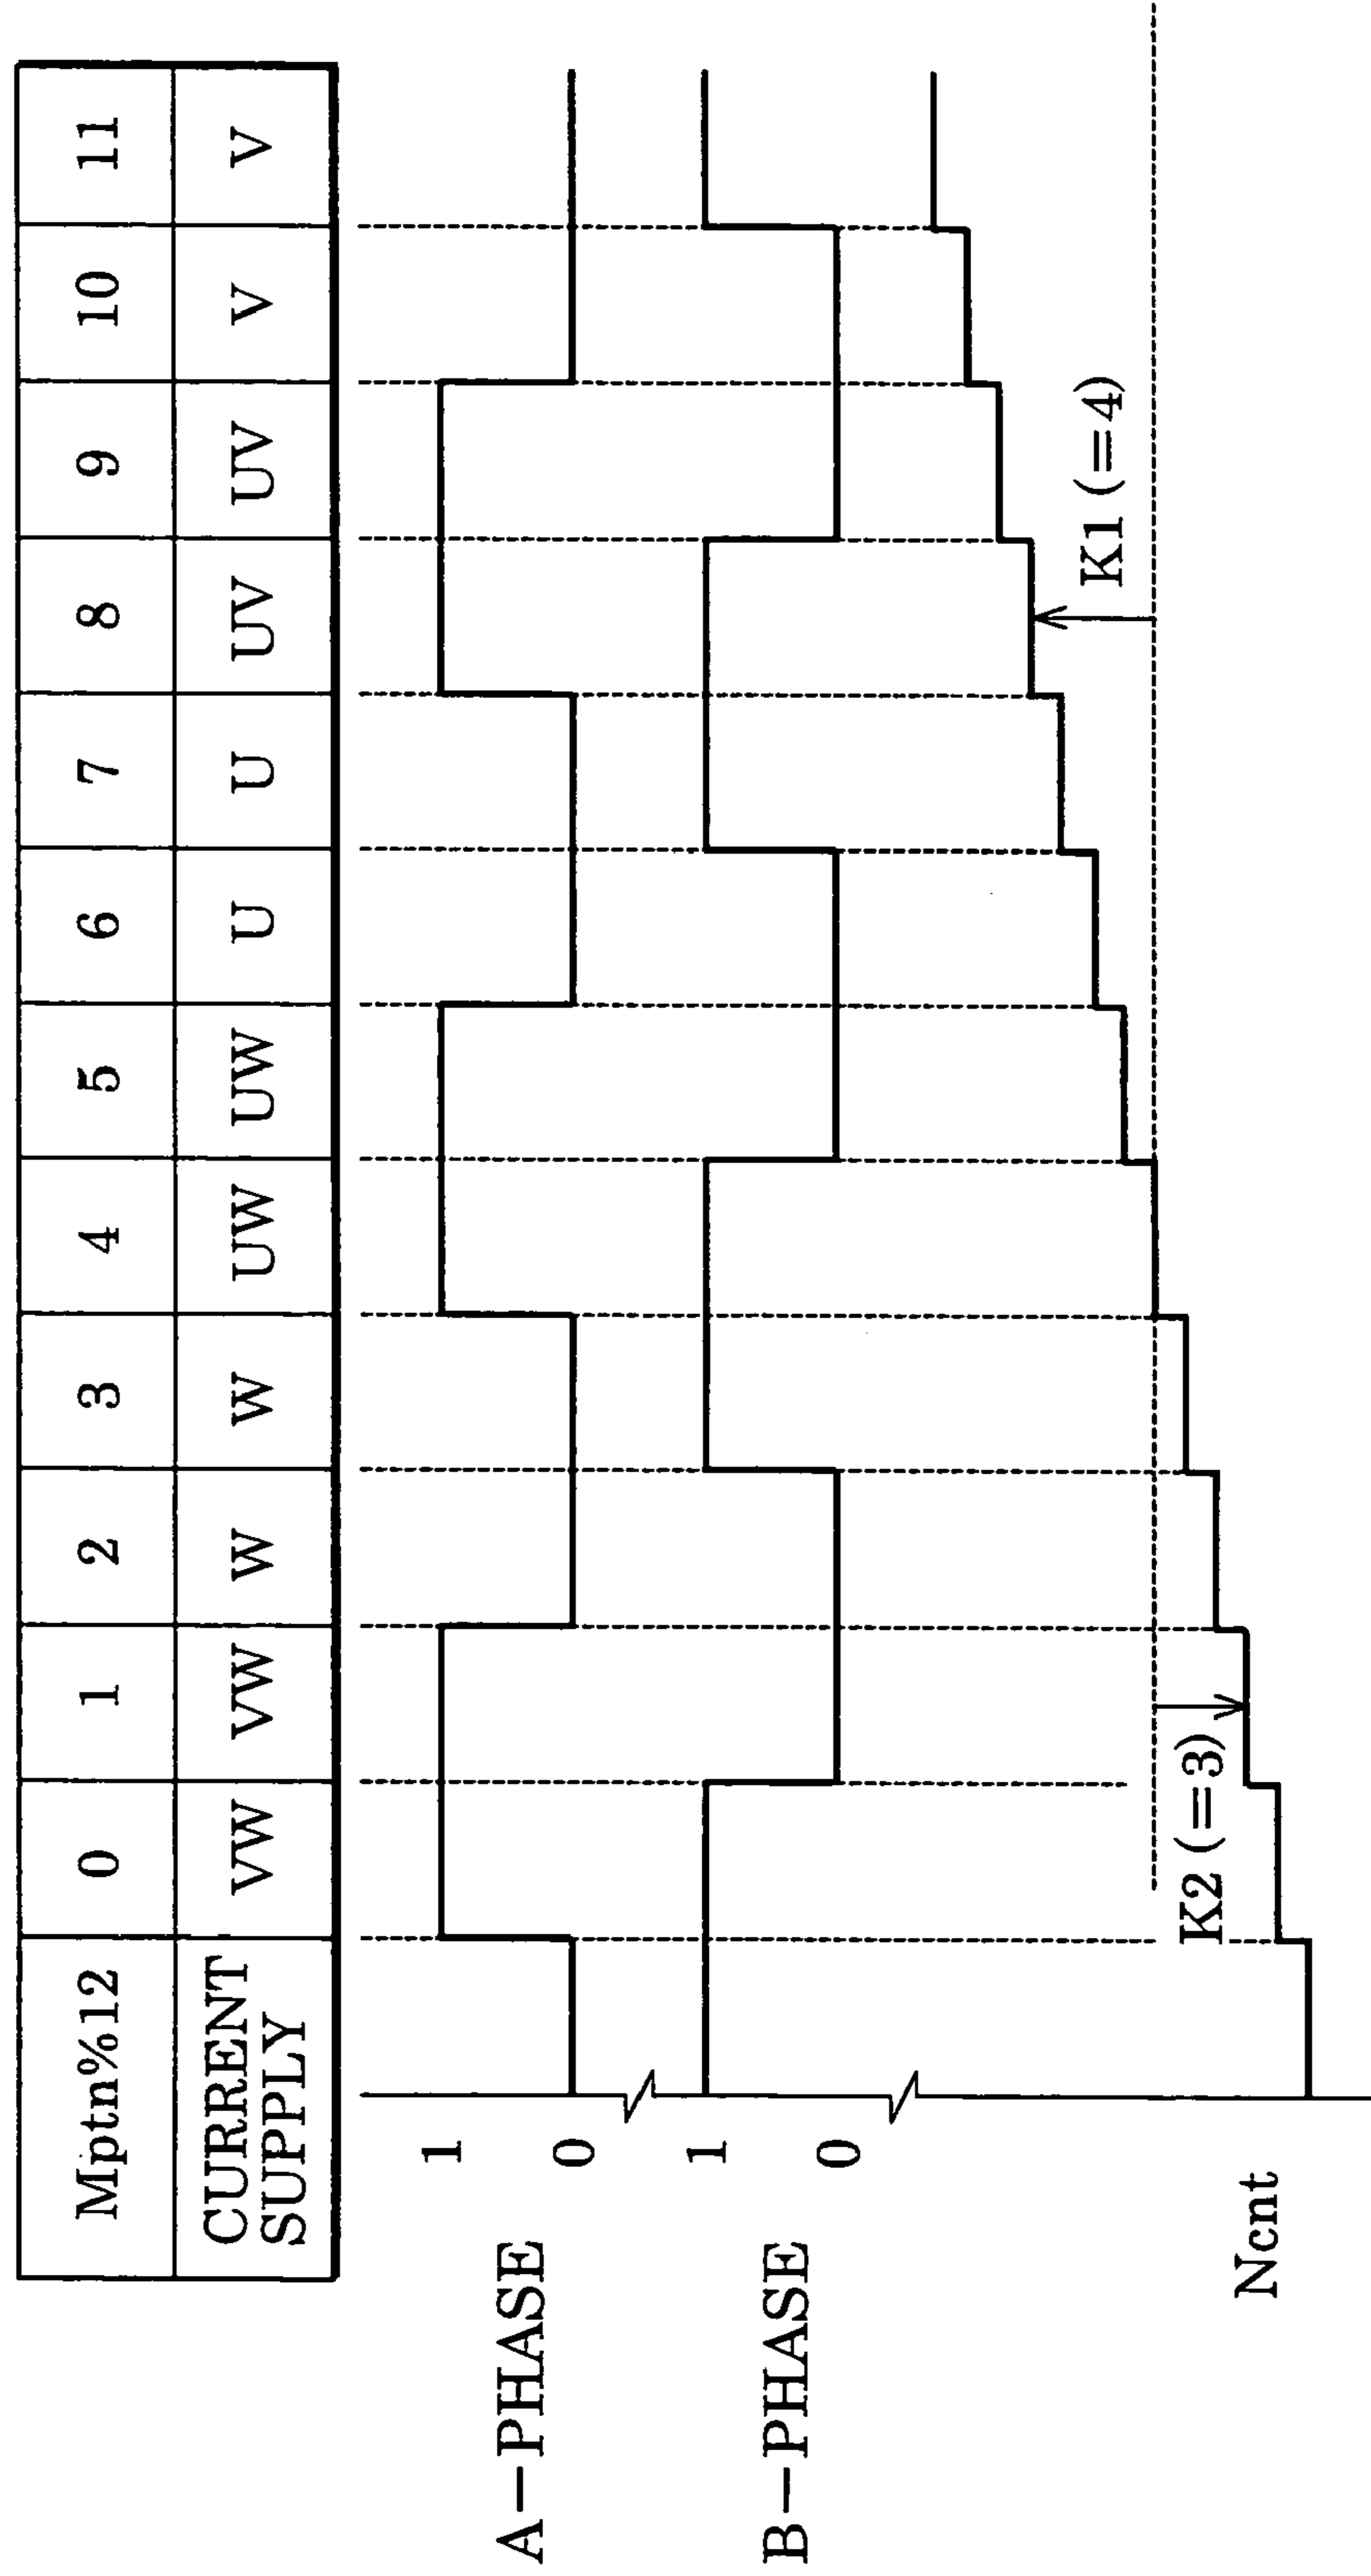 Mptn%12 0 1 2 3 4 5 6 7 8 9 10 11
CURRENT SUPPLY VW VW W W UW UW U U UV UV V V
A-PHASE
1
0
B-PHASE
1
0
K1 (=4)
K2 (=3)
Ncnt